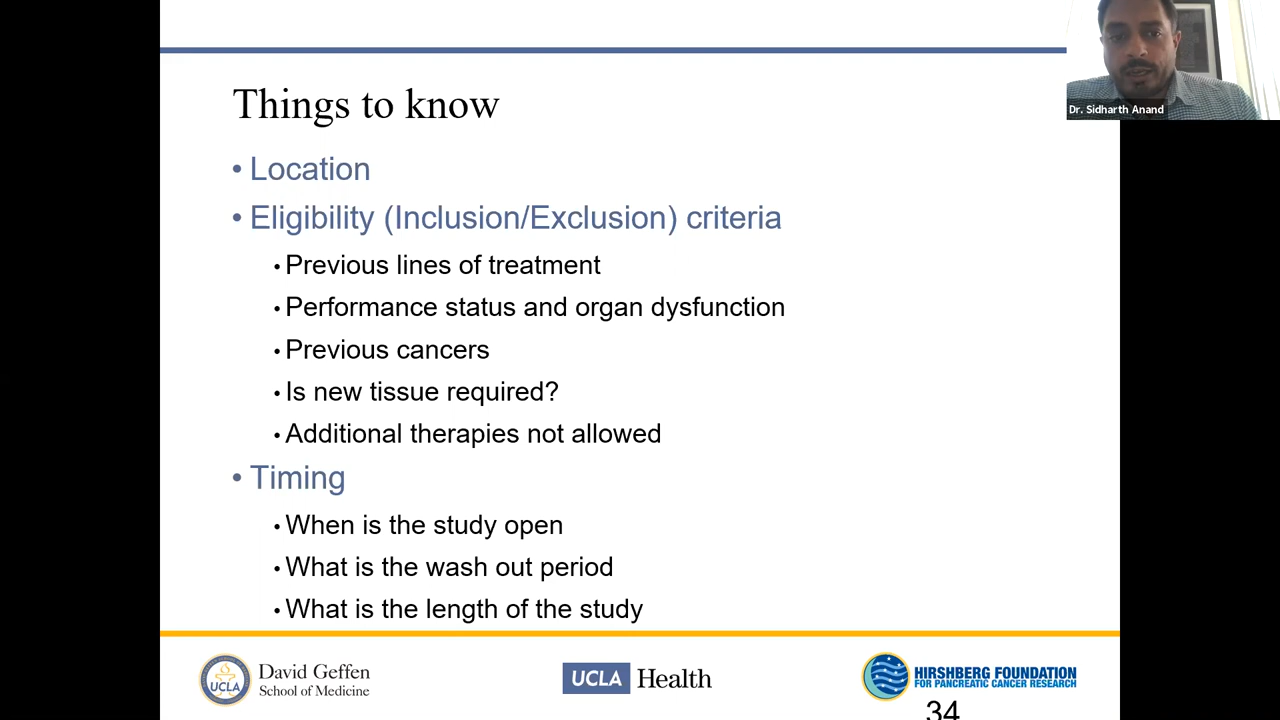 Dr. Sidharth Anand
Things to know
• Location
• Eligibility (Inclusion/Exclusion) criteria
• Previous lines of treatment
• Performance status and organ dysfunction
• Previous cancers
• Is new tissue required?
• Additional therapies not allowed
• Timing
• When is the study open
• What is the wash out period
• What is the length of the study
UCLA
David Geffen
School of Medicine
UCLA Health
HIRSHBERG FOUNDATION
FOR PANCREATIC CANCER RESEARCH
34